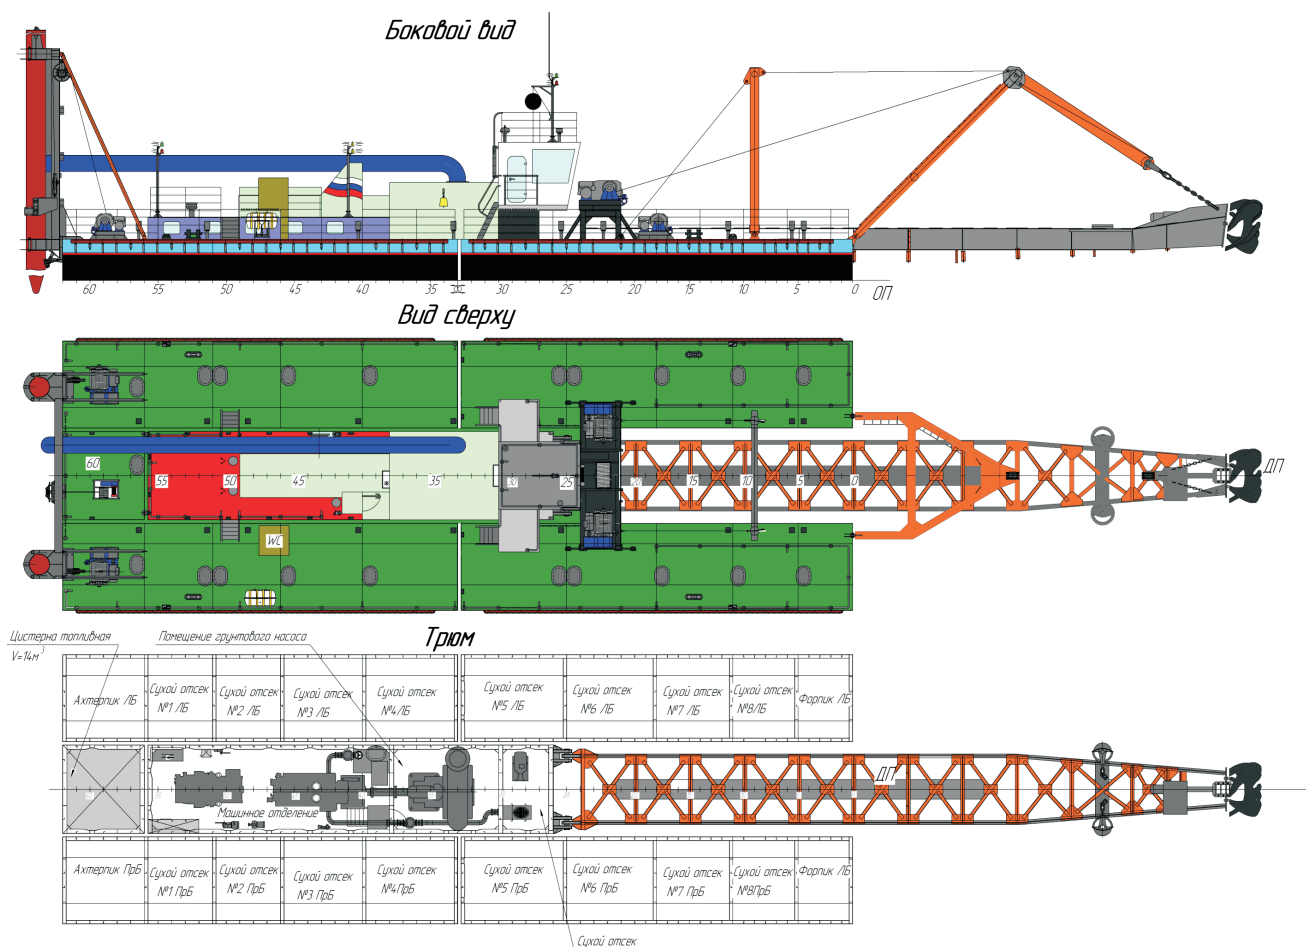 Боковой вид
60 55 50 45 40 35 30 25 20 15 10 5 0 ОП
Вид сверху
60 55 50 45 35 30 25 20 15 10 5 0 ДП
WC
Трюм
Цистерна топливная
V=14м³
Помещение грунтового насоса
Ахтерпик ЛБ
Сухой отсек
№1 ЛБ
Сухой отсек
№2 ЛБ
Сухой отсек
№3 ЛБ
Сухой отсек
№4ЛБ
Сухой отсек
№5 ЛБ
Сухой отсек
№6 ЛБ
Сухой отсек
№7 ЛБ
Сухой отсек
№8ЛБ
Форпик ЛБ
Машинное отделение
ДП
Ахтерпик ПрБ
Сухой отсек
№1 ПрБ
Сухой отсек
№2 ПрБ
Сухой отсек
№3 ПрБ
Сухой отсек
№4ПрБ
Сухой отсек
№5 ПрБ
Сухой отсек
№6 ПрБ
Сухой отсек
№7 ПрБ
Сухой отсек
№8ПрБ
Форпик ЛБ
Сухой отсек